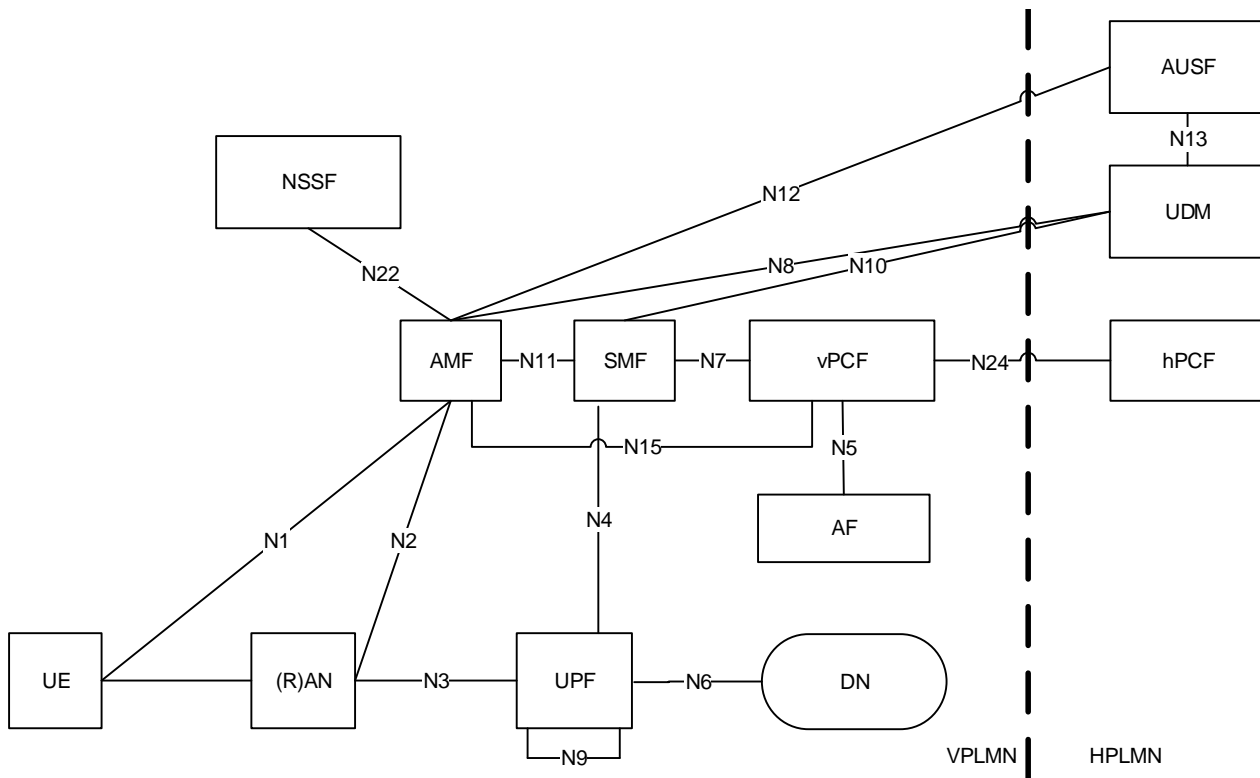 AUSF
N13
NSSF
N12
UDM
N22
N8
N10
AMF
N11
SMF
N7
vPCF
N24
hPCF
N15
N5
N4
AF
N1
N2
UE
(R)AN
N3
UPF
N6
DN
N9
VPLMN
HPLMN